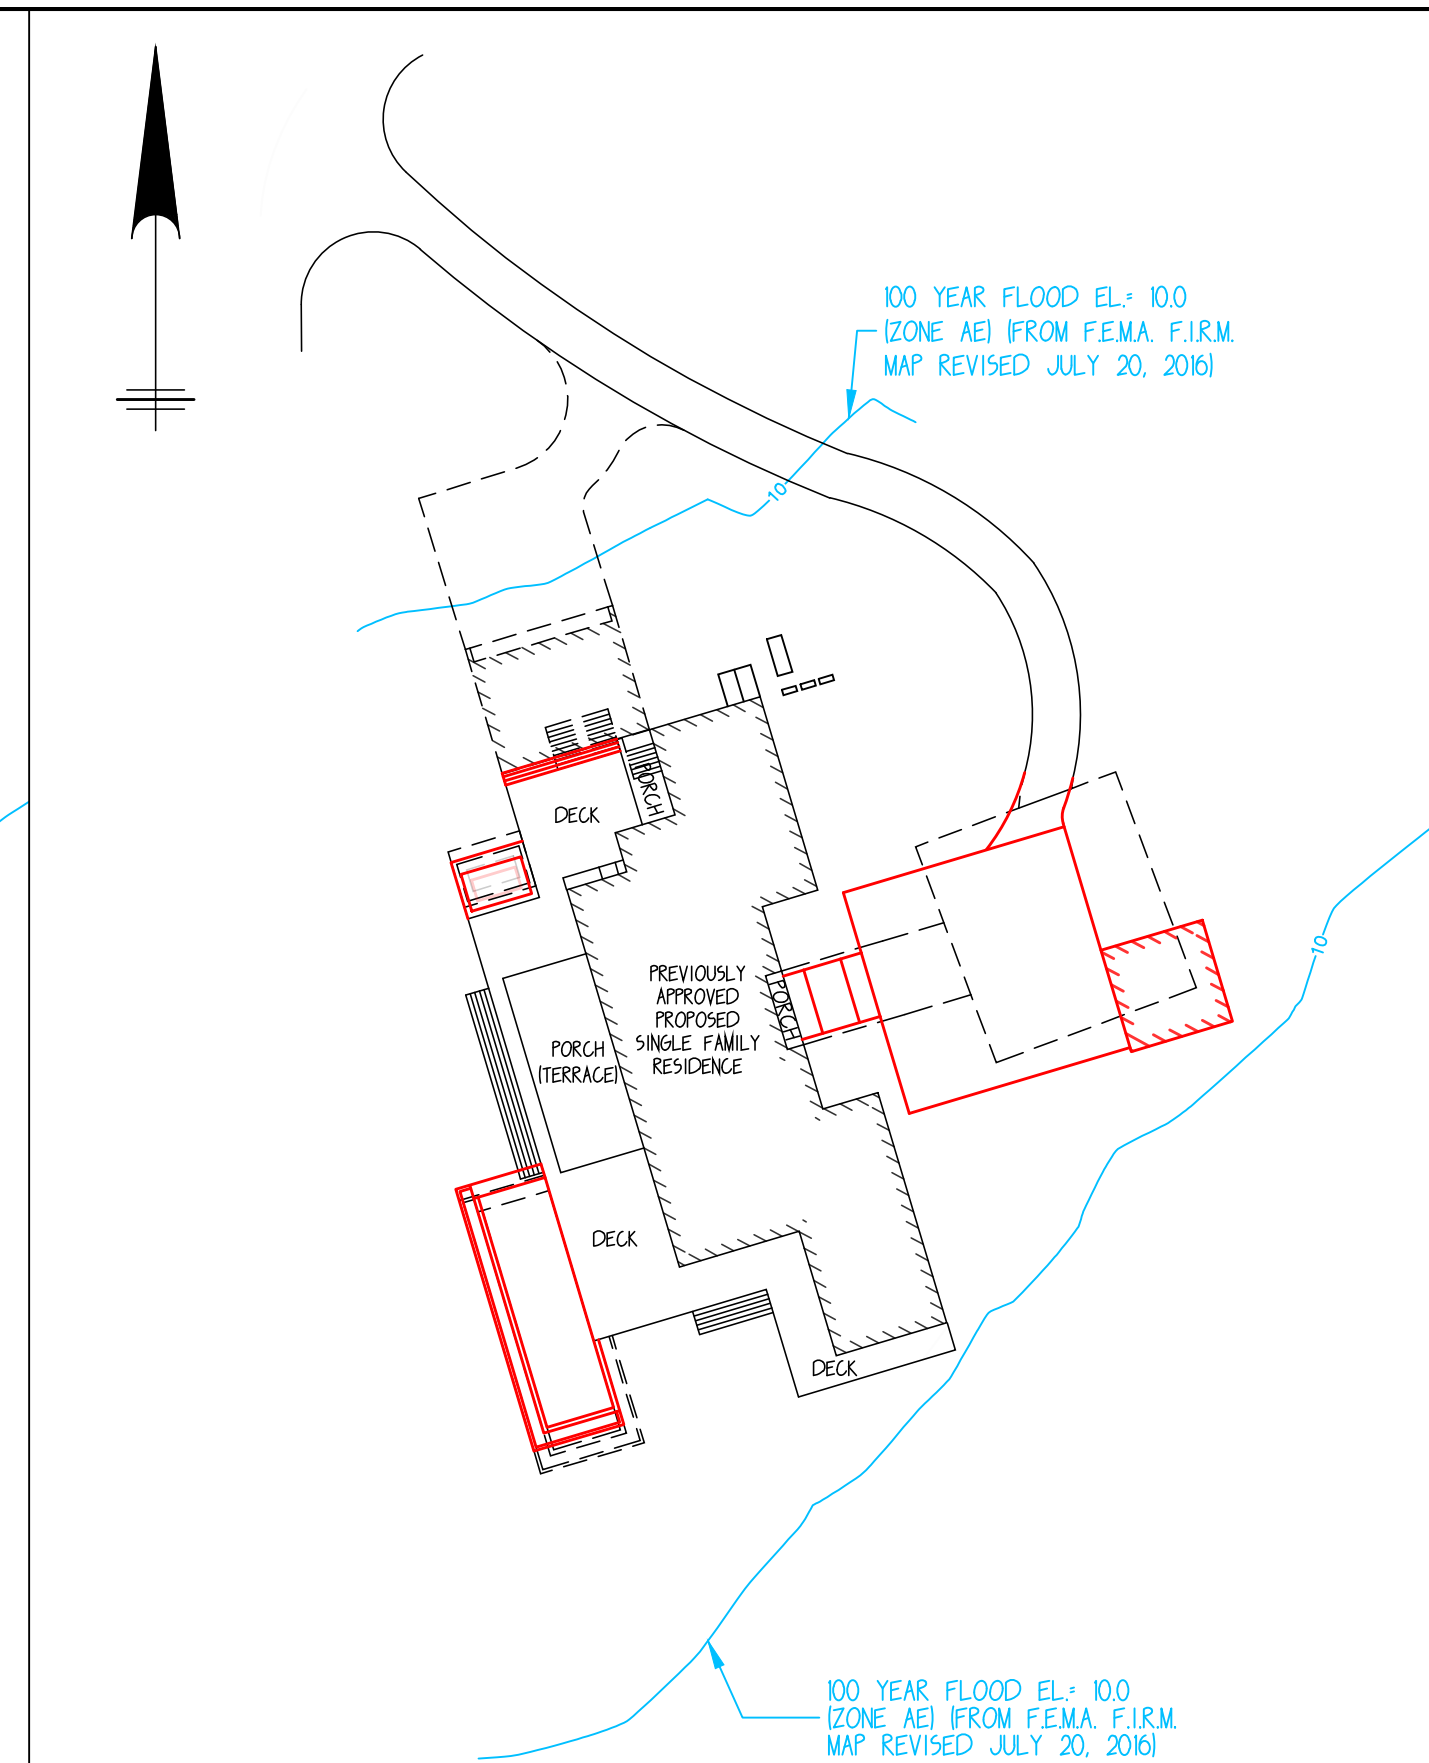 100 YEAR FLOOD EL.= 10.0
(ZONE AE) (FROM F.E.M.A. F.I.R.M.
MAP REVISED JULY 20, 2016)
10
PORCH
DECK
10
PREVIOUSLY
APPROVED
PROPOSED
SINGLE FAMILY
RESIDENCE
PORCH
PORCH
(TERRACE)
DECK
DECK
100 YEAR FLOOD EL.= 10.0
(ZONE AE) (FROM F.E.M.A. F.I.R.M.
MAP REVISED JULY 20, 2016)